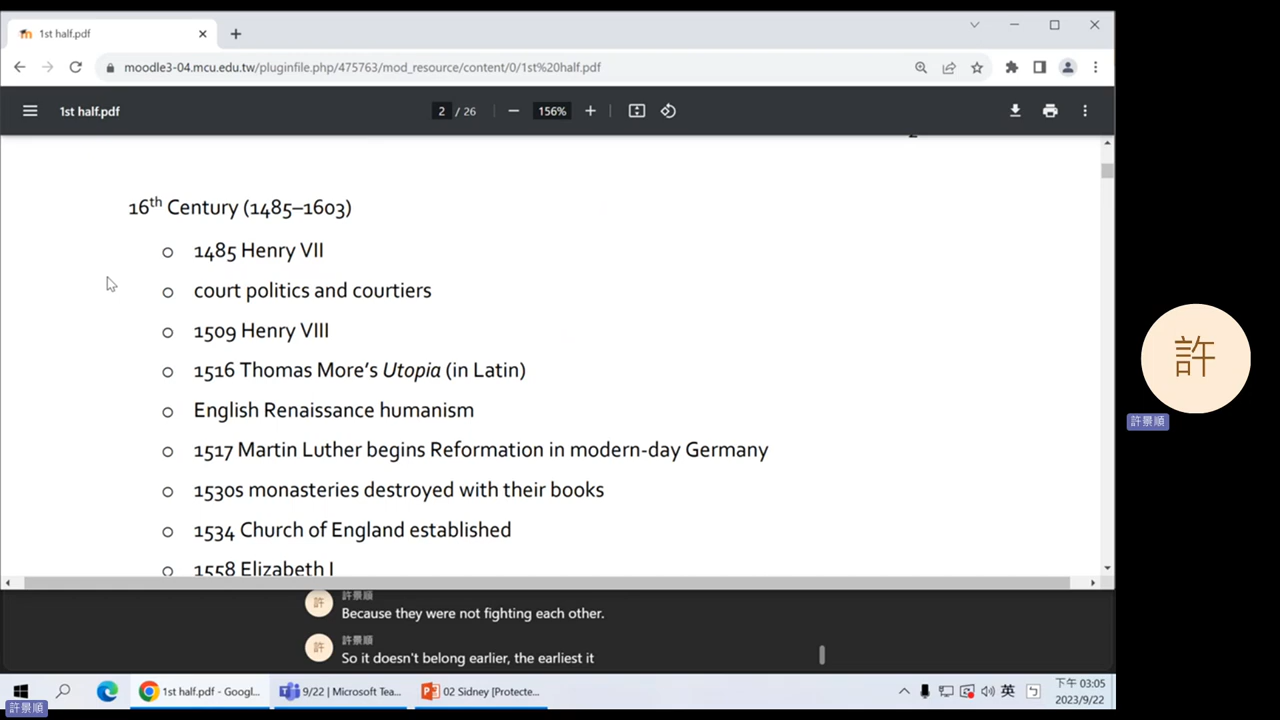 1st half.pdf
moodle3-04.mcu.edu.tw/pluginfile.php/475763/mod_resource/content/0/1st%20half.pdf
1st half.pdf 2 / 26 156%
16th Century (1485–1603)
1485 Henry VII
court politics and courtiers
1509 Henry VIII
1516 Thomas More's Utopia (in Latin)
English Renaissance humanism
1517 Martin Luther begins Reformation in modern-day Germany
1530s monasteries destroyed with their books
1534 Church of England established
1558 Elizabeth I
許
許景順
許 許景順
Because they were not fighting each other.
許 許景順
So it doesn't belong earlier, the earliest it
1st half.pdf - Googl... 9/22 | Microsoft Tea... 02 Sidney [Protecte... 英 下午 03:05
2023/9/22
許景順